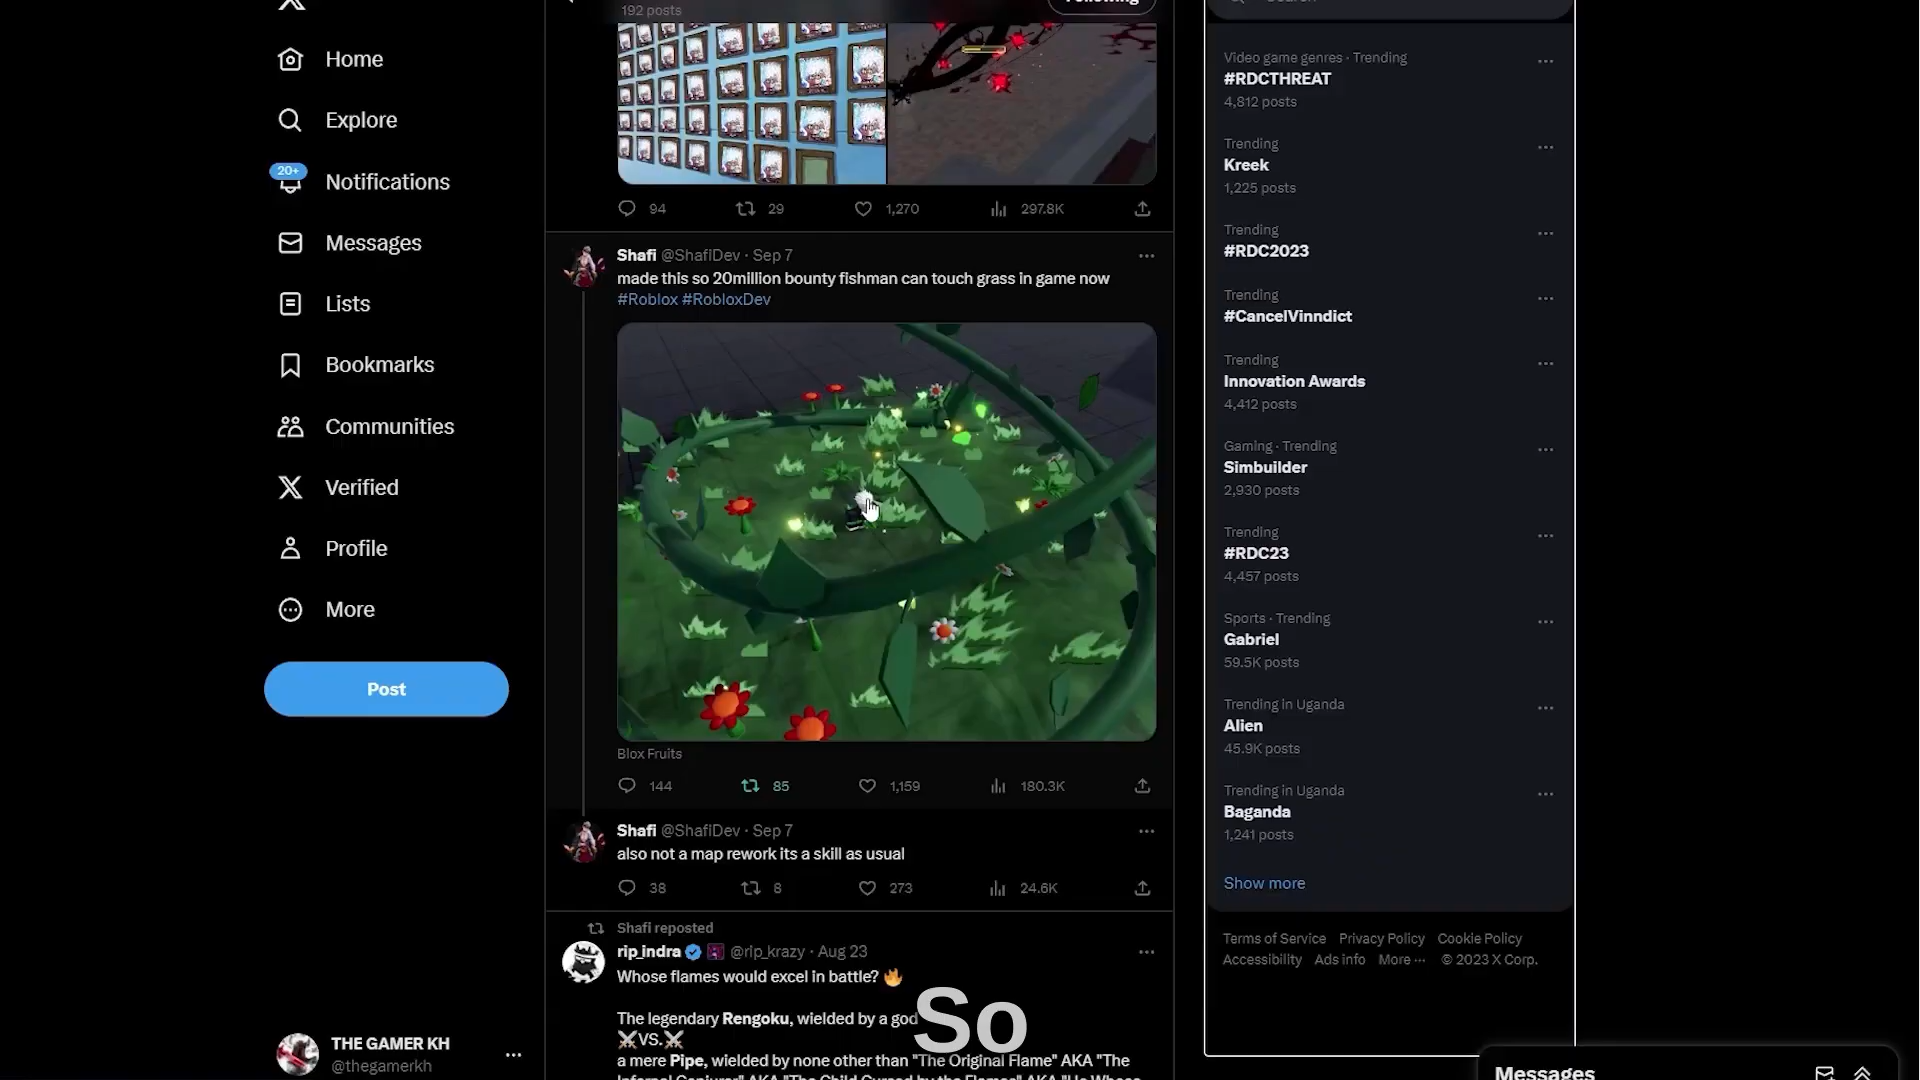 192 posts
Home
Explore
20+
Notifications
Messages
Lists
Bookmarks
Communities
Verified
Profile
More
Post
THE GAMER KH
@thegamerkh
94 29 1,270 297.8K
Shafi @ShafiDev · Sep 7
made this so 20million bounty fishman can touch grass in game now
#Roblox #RobloxDev
Blox Fruits
144 85 1,159 180.3K
Shafi @ShafiDev · Sep 7
also not a map rework its a skill as usual
38 8 273 24.6K
Shafi reposted
rip_indra @rip_krazy · Aug 23
Whose flames would excel in battle? 🔥
The legendary Rengoku, wielded by a god
⚔VS.⚔
a mere Pipe, wielded by none other than "The Original Flame" AKA "The
So
Video game genres · Trending
#RDCTHREAT
4,812 posts
Trending
Kreek
1,225 posts
Trending
#RDC2023
Trending
#CancelVinndict
Trending
Innovation Awards
4,412 posts
Gaming · Trending
Simbuilder
2,930 posts
Trending
#RDC23
4,457 posts
Sports · Trending
Gabriel
59.5K posts
Trending in Uganda
Alien
45.9K posts
Trending in Uganda
Baganda
1,241 posts
Show more
Terms of Service Privacy Policy Cookie Policy
Accessibility Ads info More ··· © 2023 X Corp.
Messages